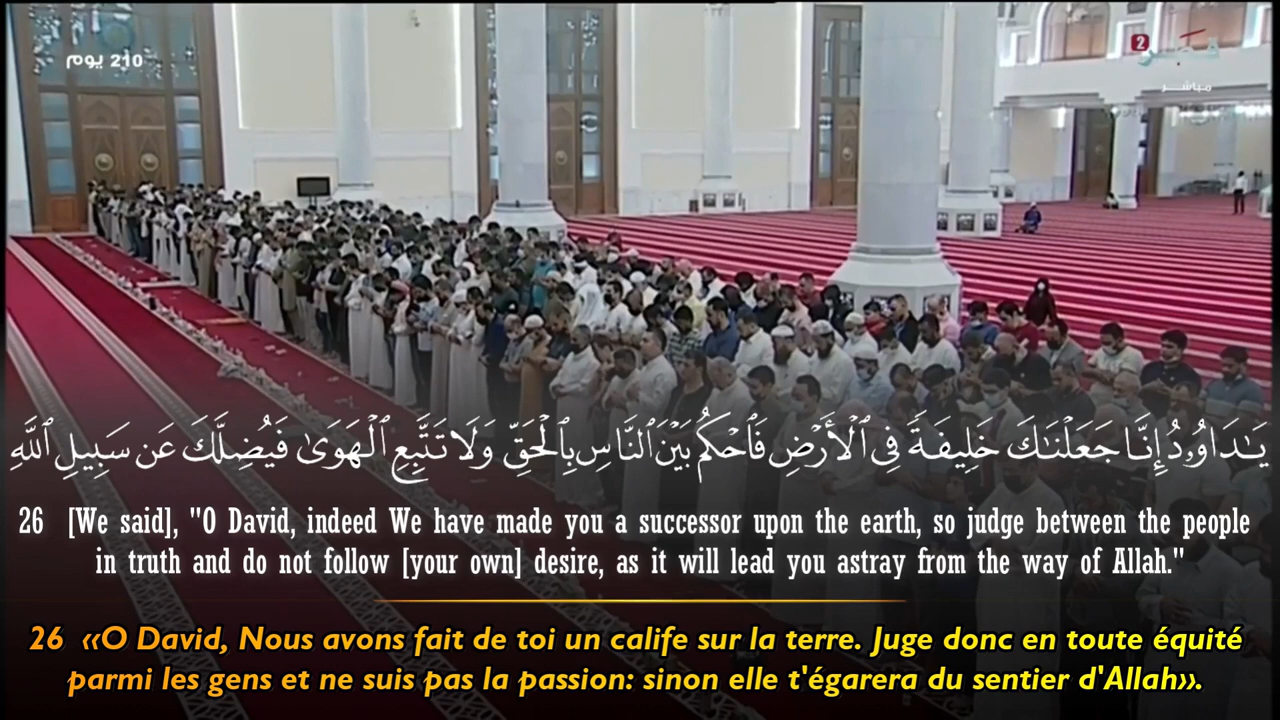 210 يوم
قطر 2
مباشر
يَـٰدَاوُۥدُ إِنَّا جَعَلْنَـٰكَ خَلِيفَةً فِى ٱلْأَرْضِ فَٱحْكُم بَيْنَ ٱلنَّاسِ بِٱلْحَقِّ وَلَا تَتَّبِعِ ٱلْهَوَىٰ فَيُضِلَّكَ عَن سَبِيلِ ٱللَّهِ
26 [We said], "O David, indeed We have made you a successor upon the earth, so judge between the people
in truth and do not follow [your own] desire, as it will lead you astray from the way of Allah."
26 «O David, Nous avons fait de toi un calife sur la terre. Juge donc en toute équité
parmi les gens et ne suis pas la passion: sinon elle t'égarera du sentier d'Allah».